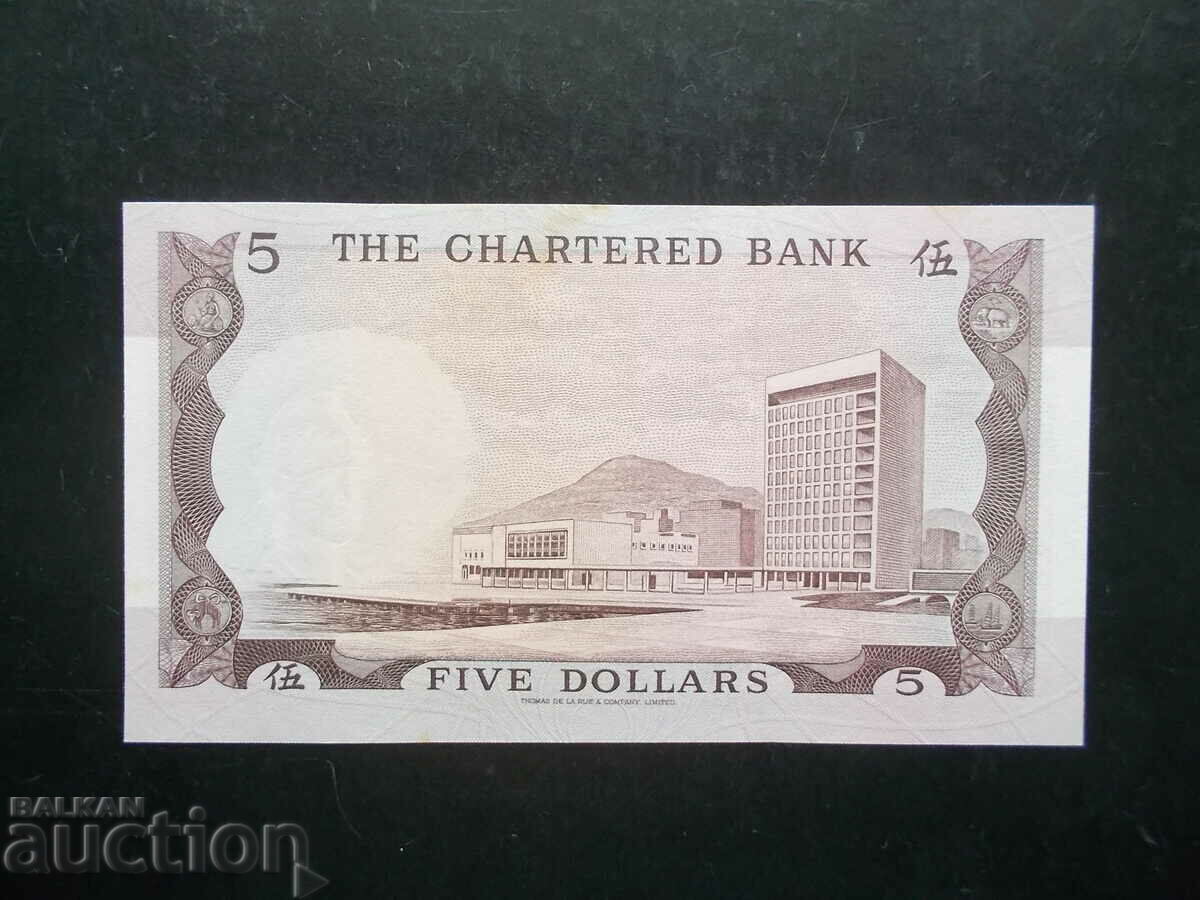 5 THE CHARTERED BANK 伍
伍 FIVE DOLLARS 5
THOMAS DE LA RUE & COMPANY, LIMITED.
BALKAN
auction